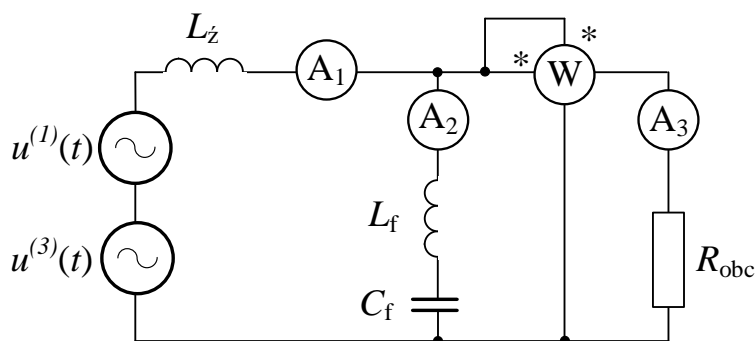 Lź
A1
*
*
W
A2
A3
u(1)(t)
Lf
u(3)(t)
Robc
Cf